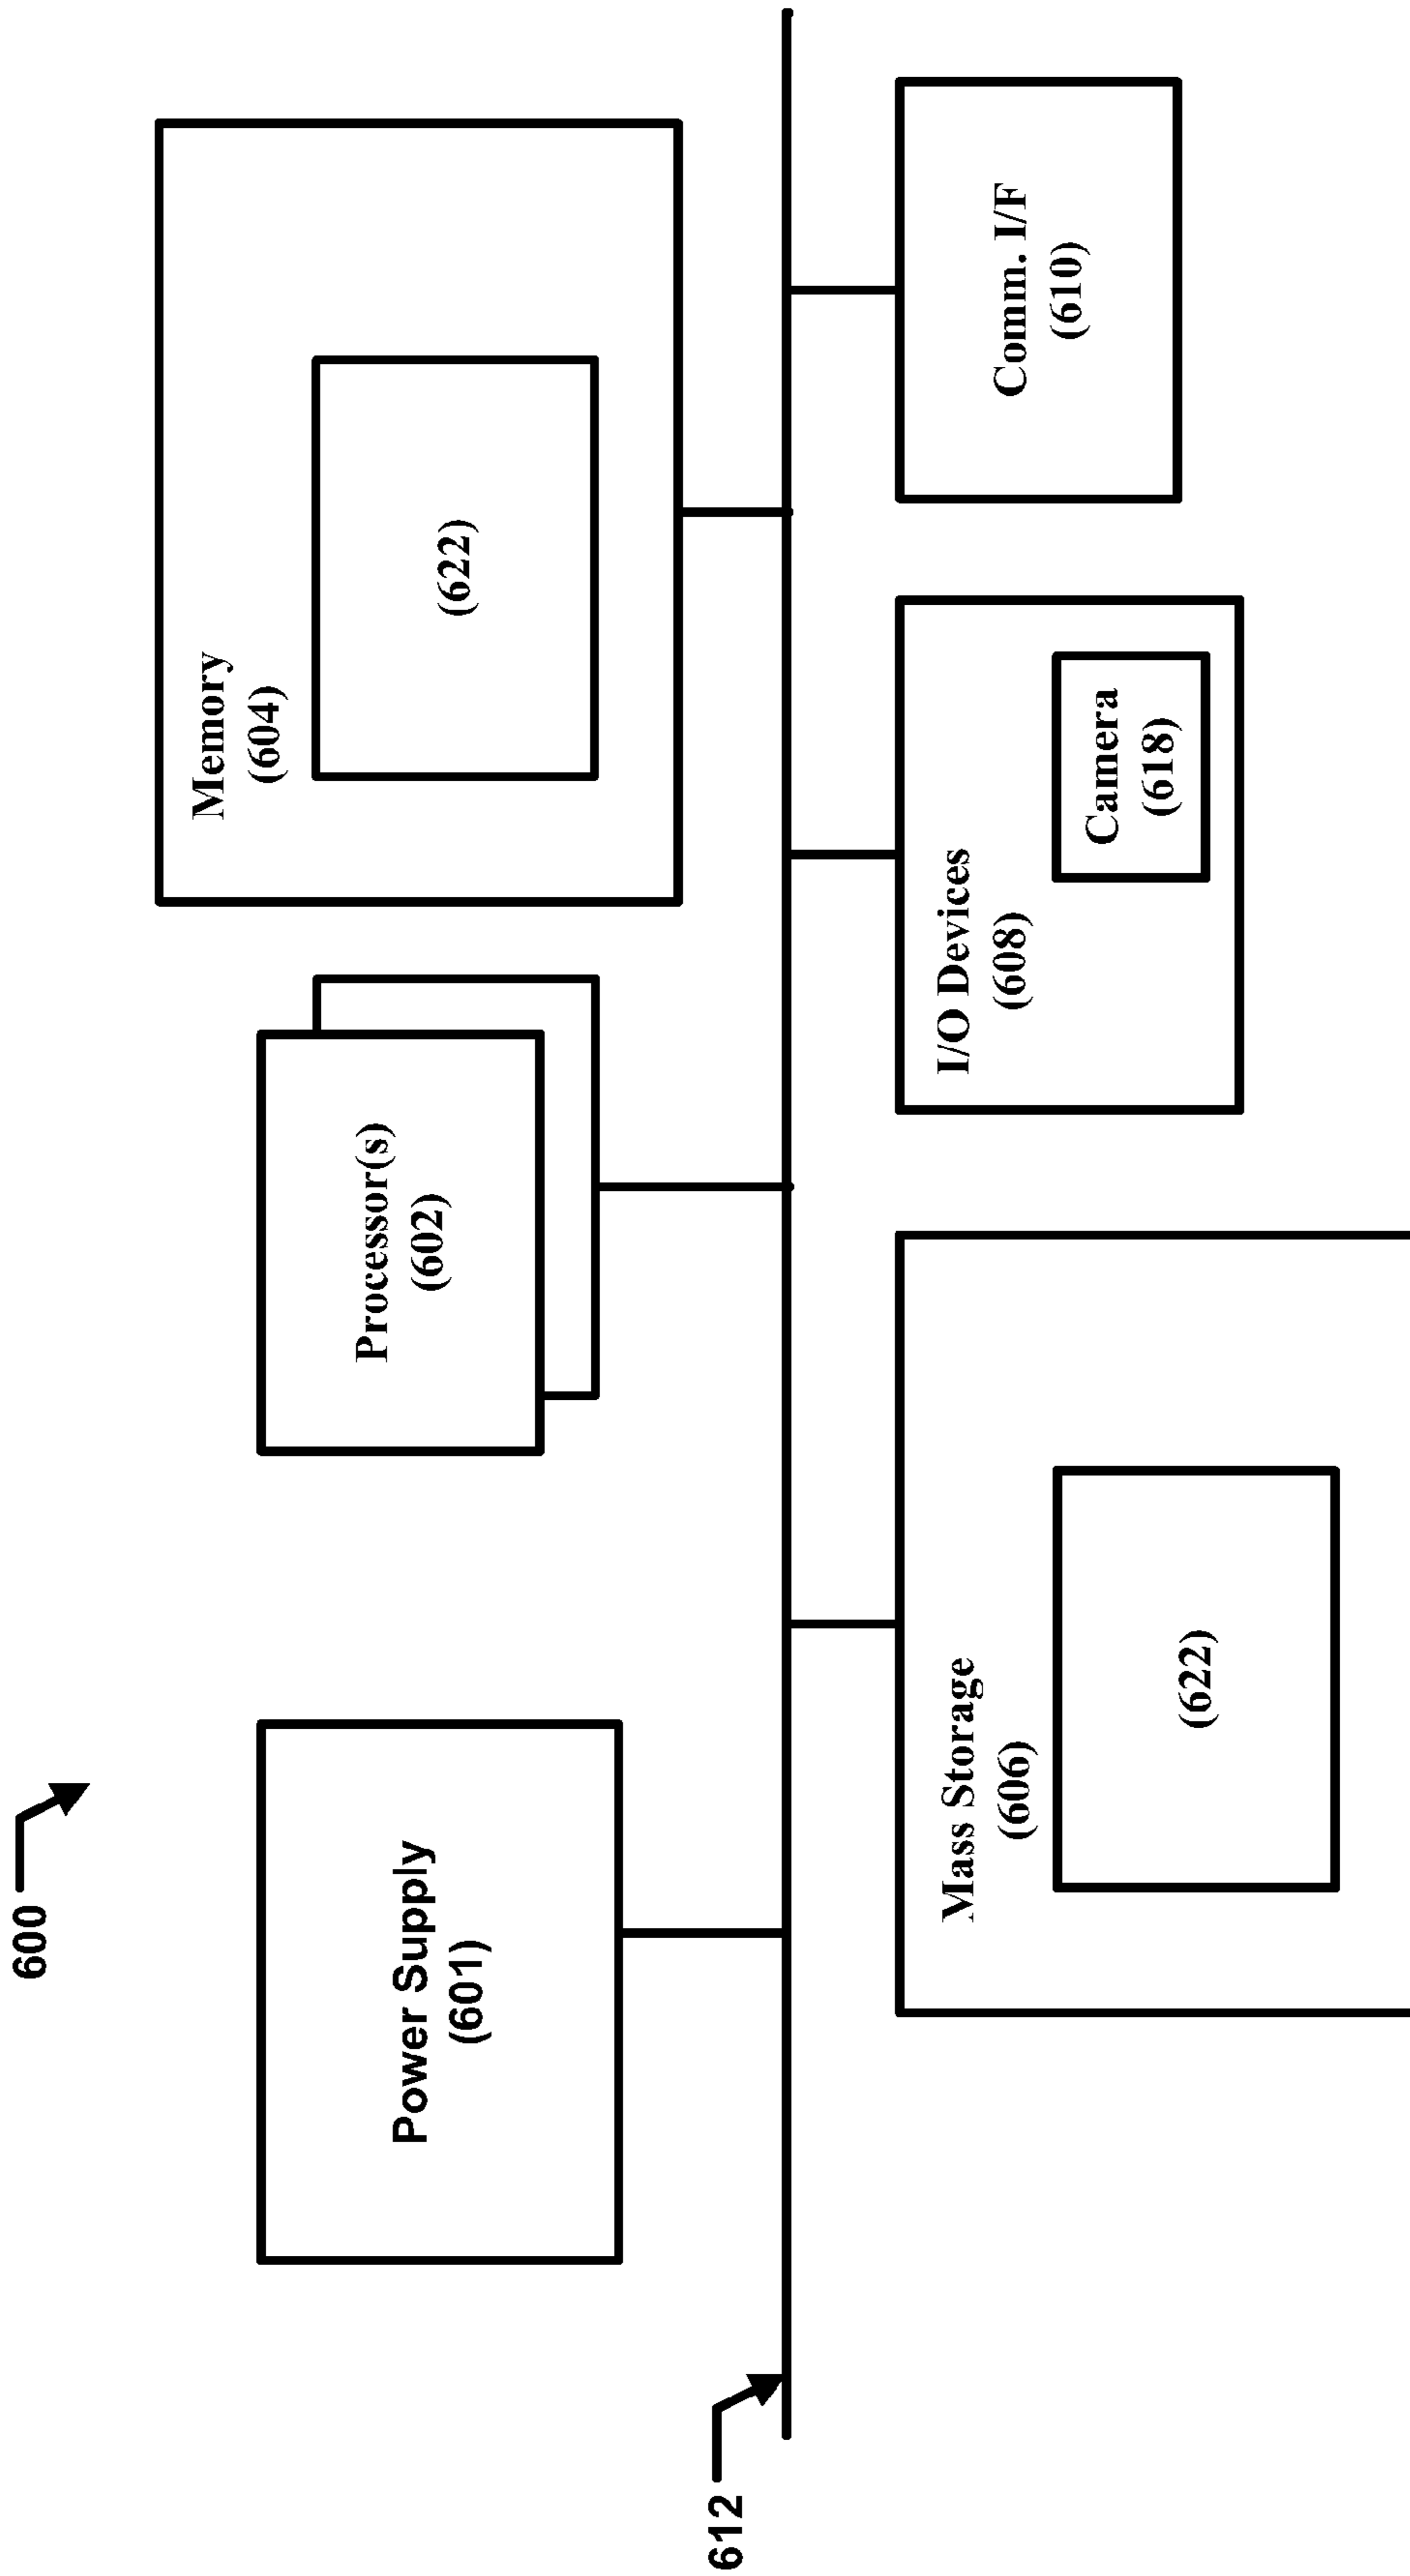 600
Power Supply
(601)
Processor(s)
(602)
Memory
(604)
(622)
612
Mass Storage
(606)
(622)
I/O Devices
(608)
Camera
(618)
Comm. I/F
(610)